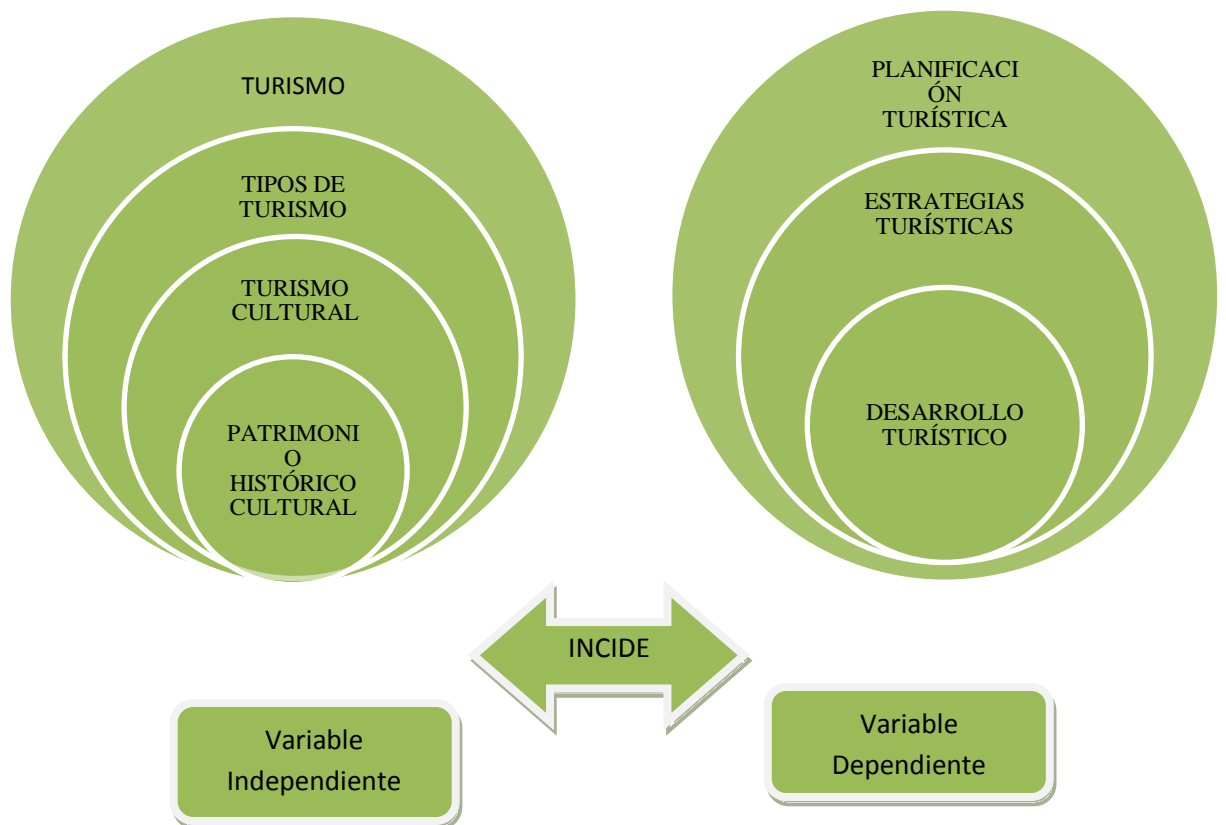 TURISMO
TIPOS DE
TURISMO
TURISMO
CULTURAL
PATRIMONI
O
HISTÓRICO
CULTURAL
PLANIFICACI
ÓN
TURÍSTICA
ESTRATEGIAS
TURÍSTICAS
DESARROLLO
TURÍSTICO
INCIDE
Variable
Independiente
Variable
Dependiente